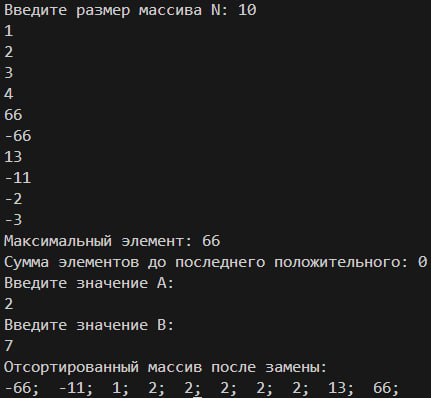 Введите размер массива N: 10
1
2
3
4
66
-66
13
-11
-2
-3
Максимальный элемент: 66
Сумма элементов до последнего положительного: 0
Введите значение A:
2
Введите значение B:
7
Отсортированный массив после замены:
-66;  -11;  1;  2;  2;  2;  2;  2;  13;  66;